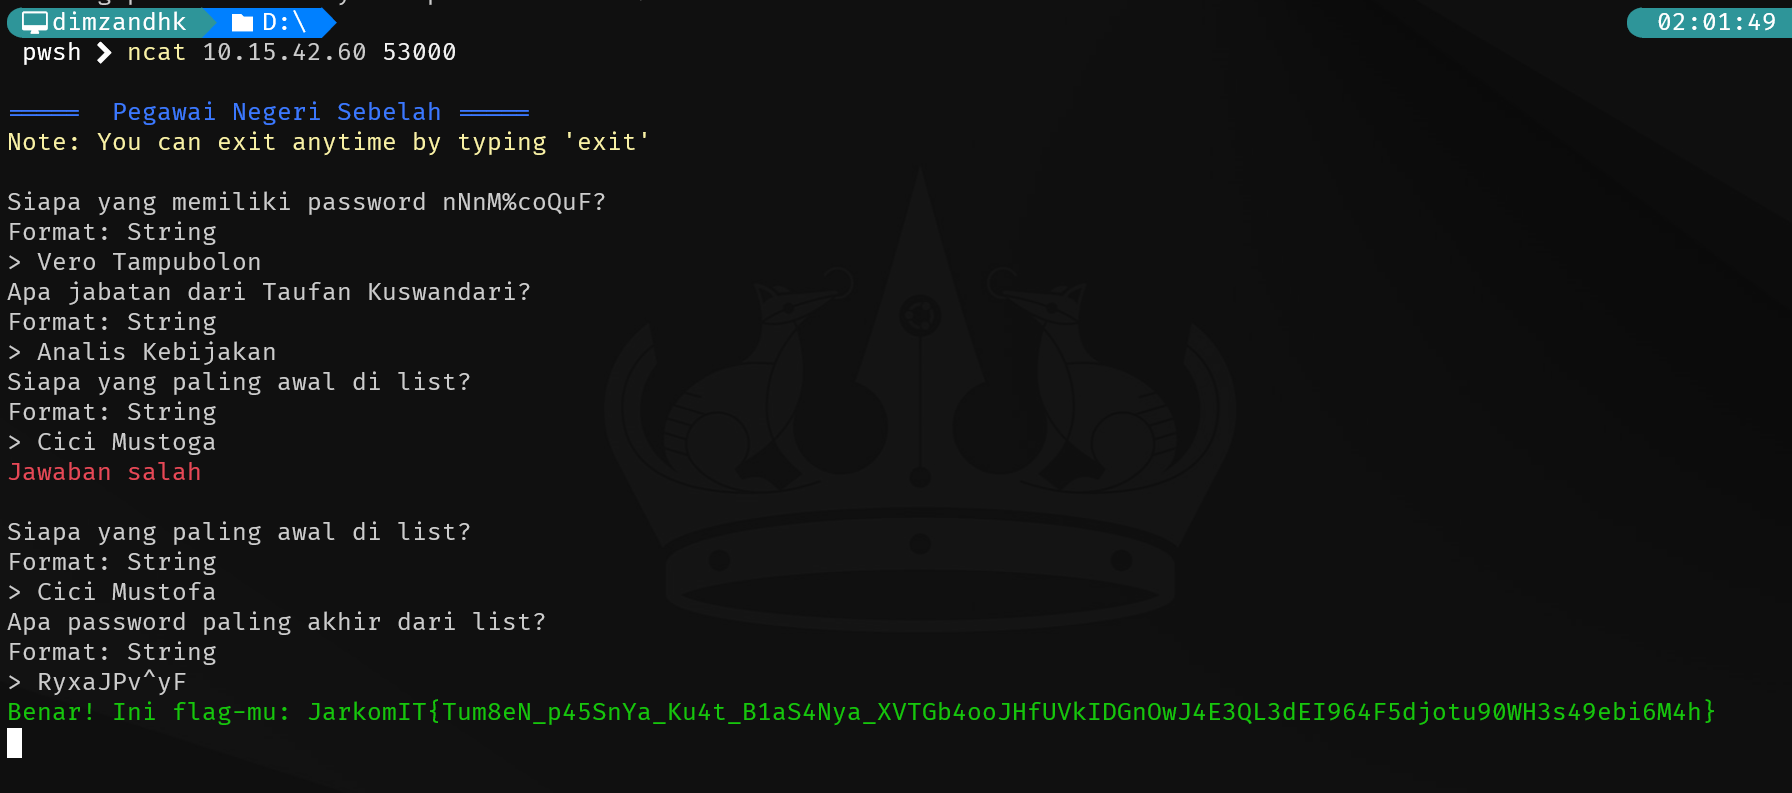 dimzandhk D:\ 02:01:49
pwsh ❯ ncat 10.15.42.60 53000
═════ Pegawai Negeri Sebelah ═════
Note: You can exit anytime by typing 'exit'
Siapa yang memiliki password nNnM%coQuF?
Format: String
> Vero Tampubolon
Apa jabatan dari Taufan Kuswandari?
Format: String
> Analis Kebijakan
Siapa yang paling awal di list?
Format: String
> Cici Mustoga
Jawaban salah
Siapa yang paling awal di list?
Format: String
> Cici Mustofa
Apa password paling akhir dari list?
Format: String
> RyxaJPv^yF
Benar! Ini flag-mu: JarkomIT{Tum8eN_p45SnYa_Ku4t_B1aS4Nya_XVTGb4ooJHfUVkIDGnOwJ4E3QL3dEI964F5djotu90WH3s49ebi6M4h}